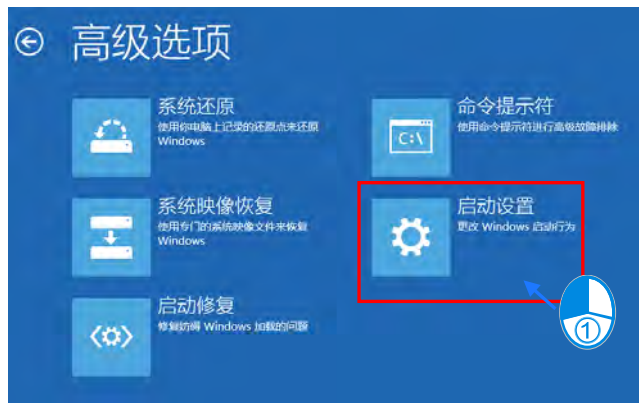 高级选项
系统还原
使用你电脑上记录的还原点来还原
Windows
系统映像恢复
使用专门的系统映像文件来恢复
Windows
启动修复
修复妨碍 Windows 加载的问题
命令提示符
C:\
使用命令提示符进行高级故障排除
启动设置
更改 Windows 启动行为
①